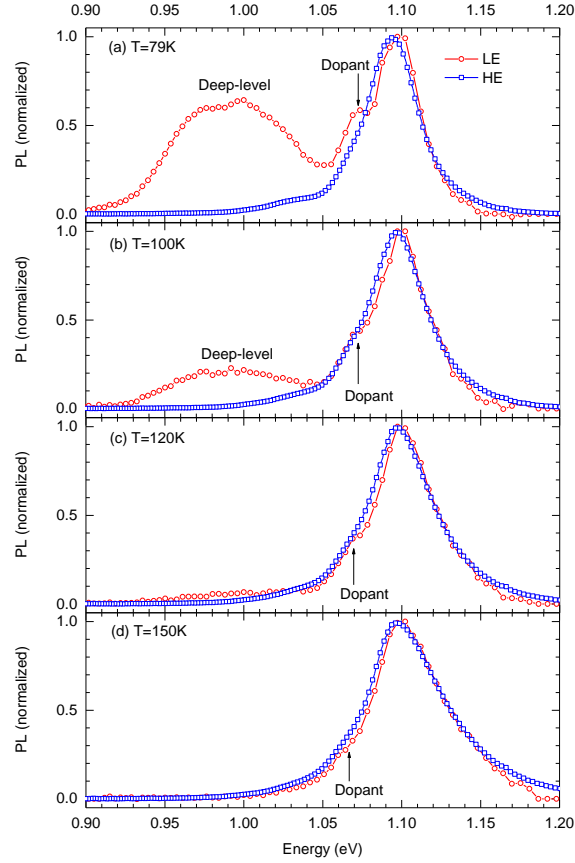 0.90 0.95 1.00 1.05 1.10 1.15 1.20
(a) T=79K
Deep-level
Dopant
LE
HE
PL (normalized)
1.0
0.5
0.0
(b) T=100K
Deep-level
Dopant
PL (normalized)
1.0
0.5
0.0
(c) T=120K
Dopant
PL (normalized)
1.0
0.5
0.0
(d) T=150K
Dopant
PL (normalized)
1.0
0.5
0.0
0.90 0.95 1.00 1.05 1.10 1.15 1.20
Energy (eV)